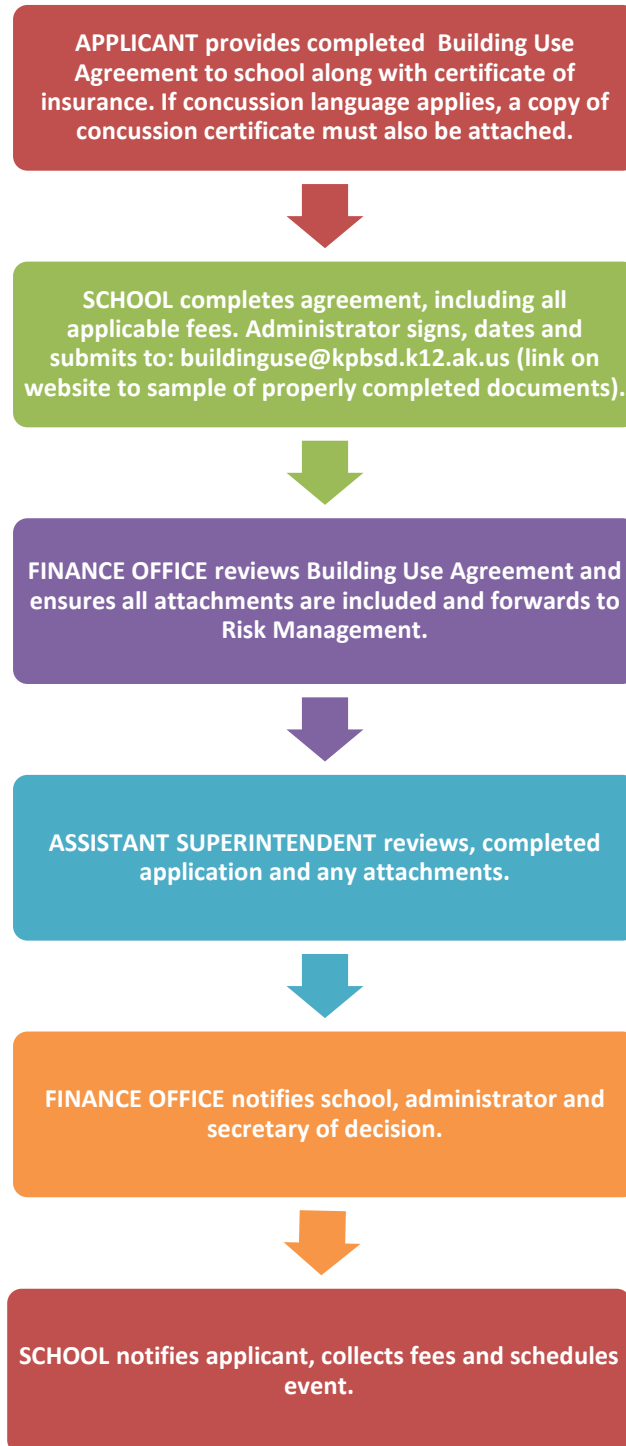 APPLICANT provides completed  Building Use
Agreement to school along with certificate of
insurance. If concussion language applies, a copy of
concussion certificate must also be attached.
SCHOOL completes agreement, including all
applicable fees. Administrator signs, dates and
submits to: buildinguse@kpbsd.k12.ak.us (link on
website to sample of properly completed documents).
FINANCE OFFICE reviews Building Use Agreement and
ensures all attachments are included and forwards to
Risk Management.
ASSISTANT SUPERINTENDENT reviews, completed
application and any attachments.
FINANCE OFFICE notifies school, administrator and
secretary of decision.
SCHOOL notifies applicant, collects fees and schedules
event.